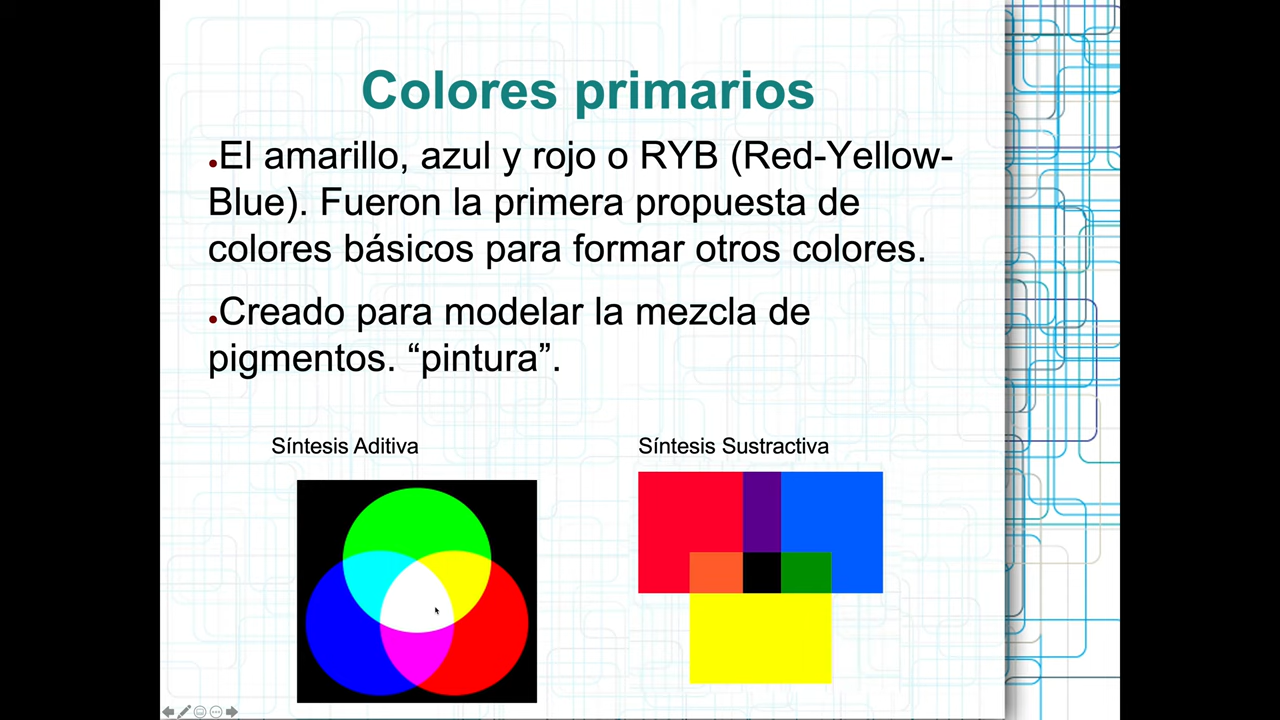 Colores primarios
●El amarillo, azul y rojo o RYB (Red-Yellow-
Blue). Fueron la primera propuesta de
colores básicos para formar otros colores.
●Creado para modelar la mezcla de
pigmentos. “pintura”.
Síntesis Aditiva
Síntesis Sustractiva